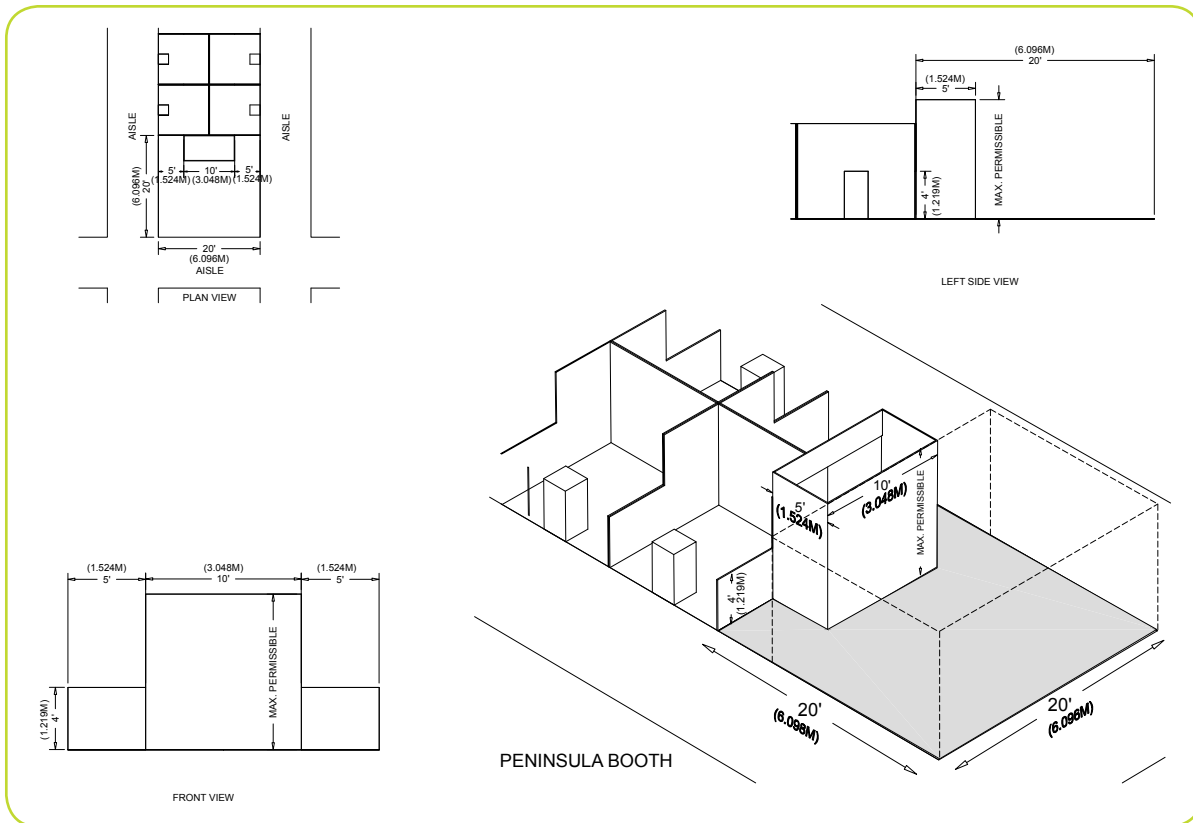 AISLE
AISLE
5'
10'
5'
(1.524M)
(3.048M)
(1.524M)
(6.096M)
20'
20'
(6.096M)
AISLE
PLAN VIEW
(6.096M)
20'
(1.524M)
5'
MAX. PERMISSIBLE
4'
(1.219M)
LEFT SIDE VIEW
(1.524M)
5'
(3.048M)
10'
(1.524M)
5'
MAX. PERMISSIBLE
(1.219M)
4'
FRONT VIEW
5'
(1.524M)
10'
(3.048M)
MAX. PERMISSIBLE
4'
(1.219M)
20'
(6.096M)
20'
(6.096M)
PENINSULA BOOTH